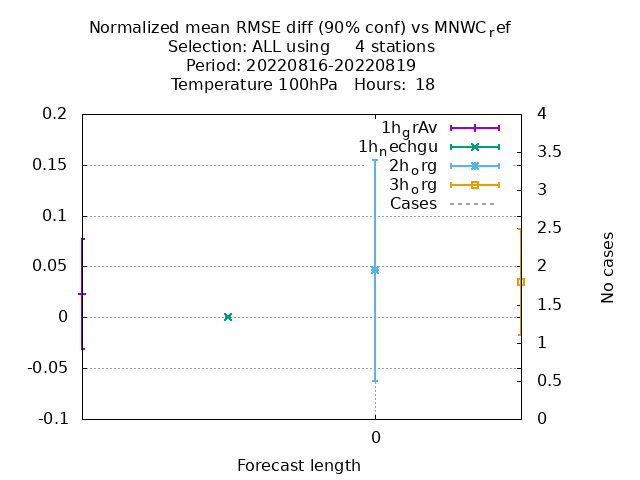 Normalized mean RMSE diff (90% conf) vs MNWC_ref
Selection: ALL using 4 stations
Period: 20220816-20220819
Temperature 100hPa Hours: 18
0.2
0.15
0.1
0.05
0
-0.05
-0.1
4
3.5
3
2.5
2
1.5
1
0.5
0
1h_grAv
1h_nechgu
2h_org
3h_org
Cases
No cases
0
Forecast length